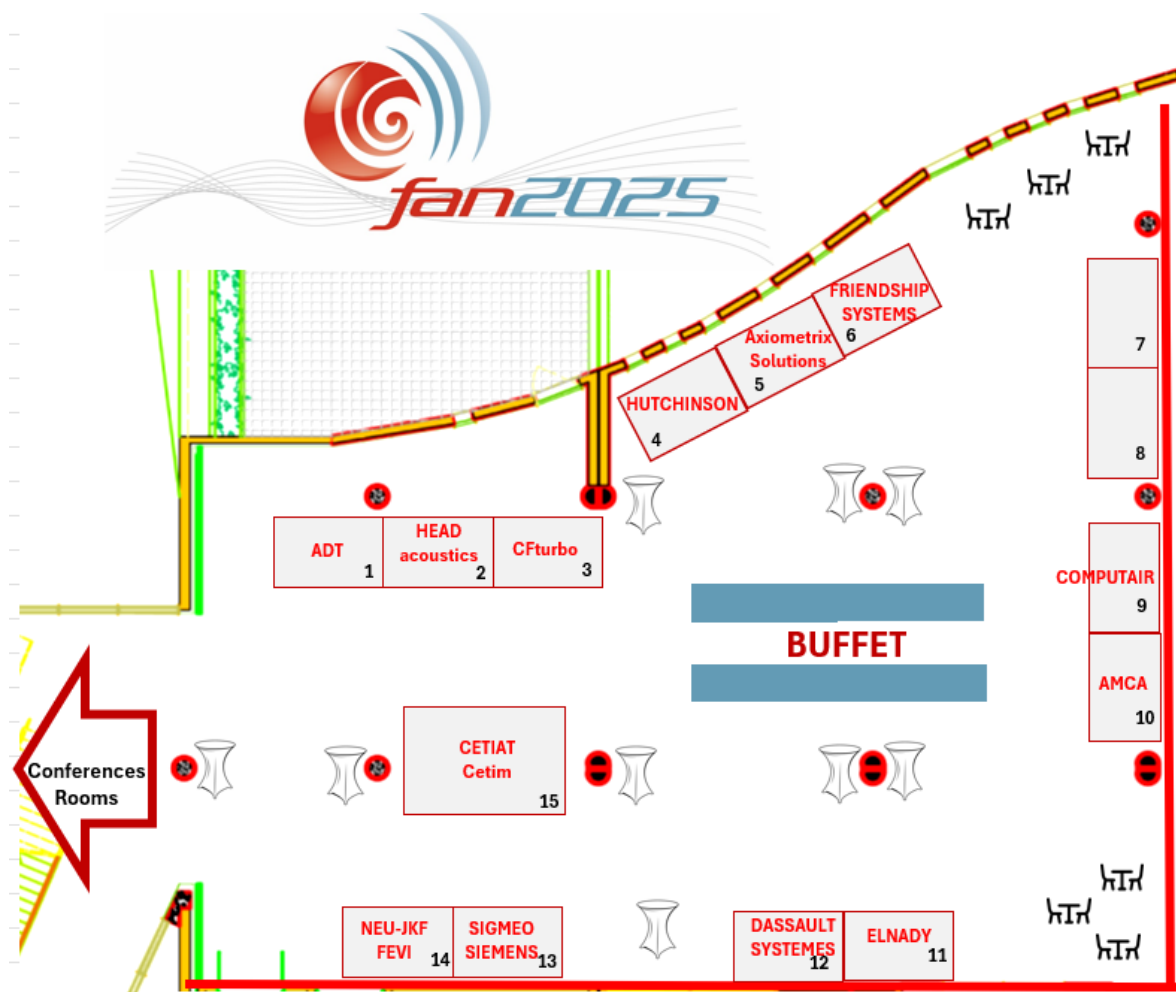 fan2025
FRIENDSHIP
SYSTEMS
6
Axiometrix
Solutions
5
HUTCHINSON
4
7
8
ADT
1
HEAD
acoustics
2
CFturbo
3
COMPUTAIR
9
BUFFET
AMCA
10
Conferences
Rooms
CETIAT
Cetim
15
NEU-JKF
FEVI
14
SIGMEO
SIEMENS
13
DASSAULT
SYSTEMES
12
ELNADY
11